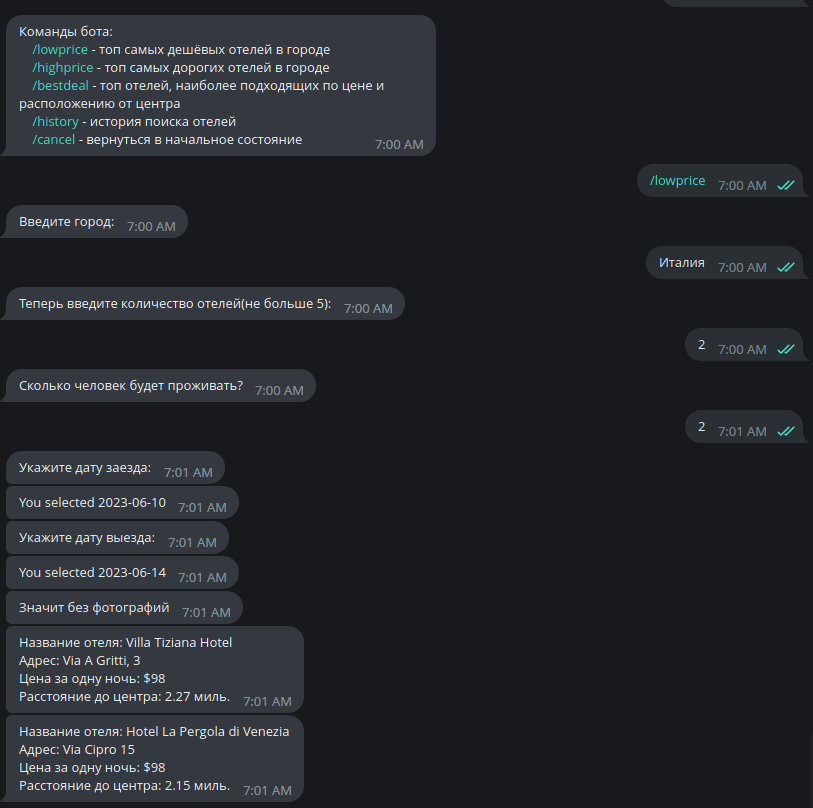 Команды бота:
/lowprice - топ самых дешёвых отелей в городе
/highprice - топ самых дорогих отелей в городе
/bestdeal - топ отелей, наиболее подходящих по цене и
расположению от центра
/history - история поиска отелей
/cancel - вернуться в начальное состояние
7:00 AM
/lowprice 7:00 AM
Введите город: 7:00 AM
Италия 7:00 AM
Теперь введите количество отелей(не больше 5): 7:00 AM
2 7:00 AM
Сколько человек будет проживать? 7:00 AM
2 7:01 AM
Укажите дату заезда: 7:01 AM
You selected 2023-06-10 7:01 AM
Укажите дату выезда: 7:01 AM
You selected 2023-06-14 7:01 AM
Значит без фотографий 7:01 AM
Название отеля: Villa Tiziana Hotel
Адрес: Via A Gritti, 3
Цена за одну ночь: $98
Расстояние до центра: 2.27 миль. 7:01 AM
Название отеля: Hotel La Pergola di Venezia
Адрес: Via Cipro 15
Цена за одну ночь: $98
Расстояние до центра: 2.15 миль. 7:01 AM